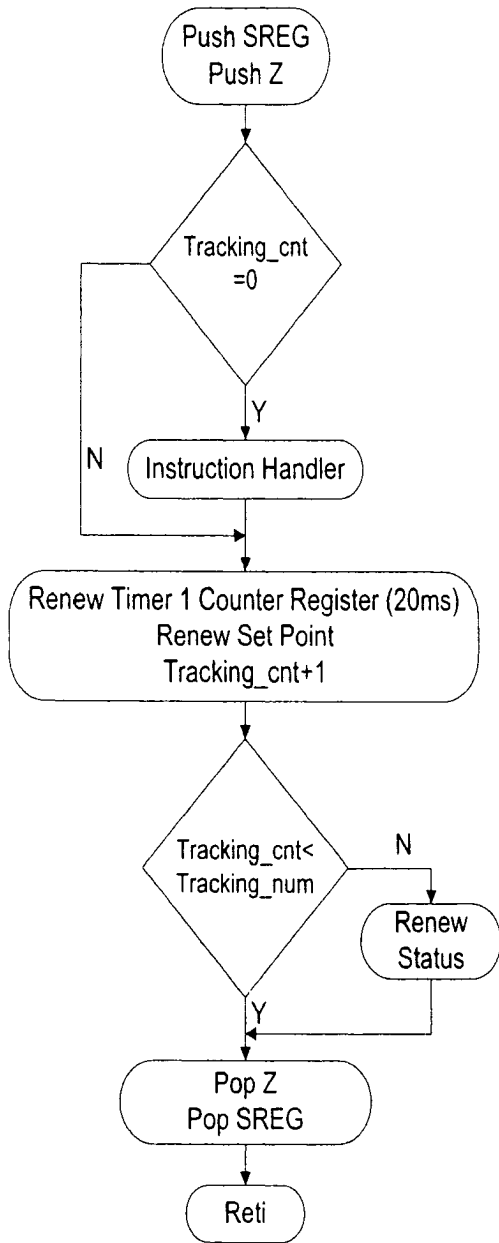 Push SREG
Push Z
Tracking_cnt
=0
Y
N
Instruction Handler
Renew Timer 1 Counter Register (20ms)
Renew Set Point
Tracking_cnt+1
Tracking_cnt<
Tracking_num
N
Renew
Status
Y
Pop Z
Pop SREG
Reti